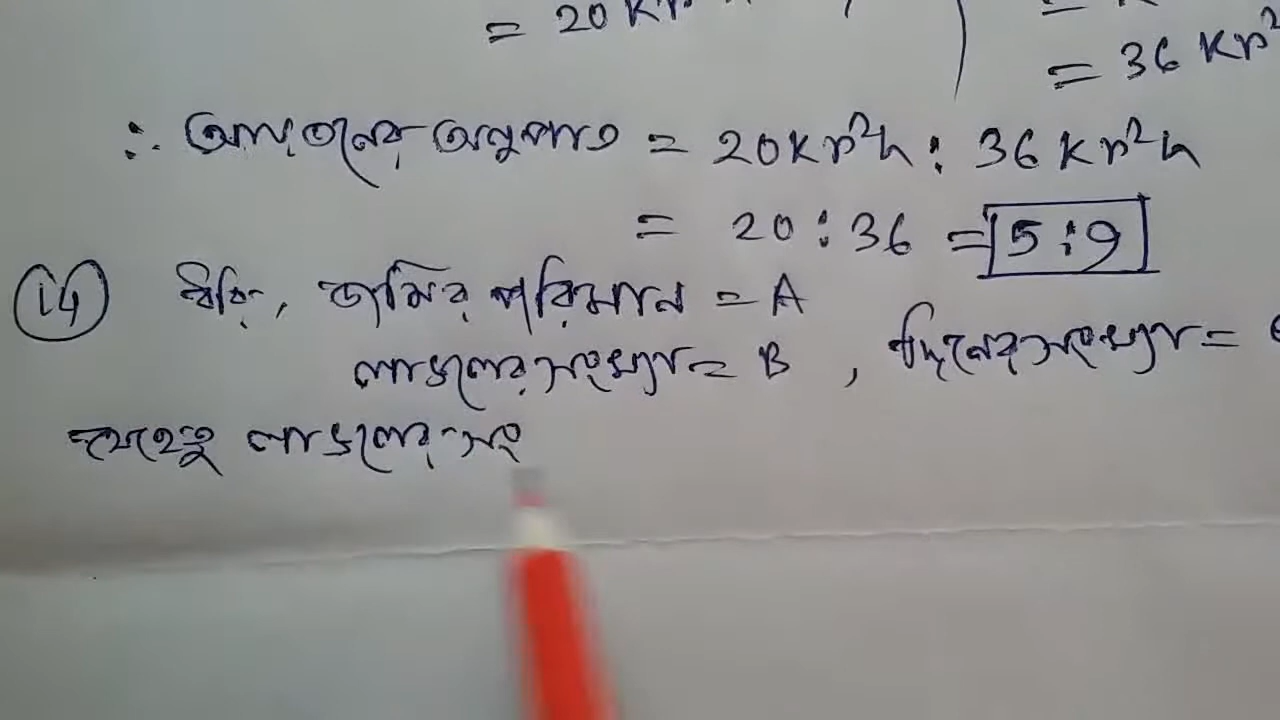 = 20 Kr
= 36 Kr²
∴ আয়তনের অনুপাত = 20Kr²h : 36Kr²h
= 20 : 36 = 5 : 9
14 ধরি, জমির পরিমান = A
লাঙলের সংখ্যা = B , দিনের সংখ্যা =
যেহেতু লাঙলের সং